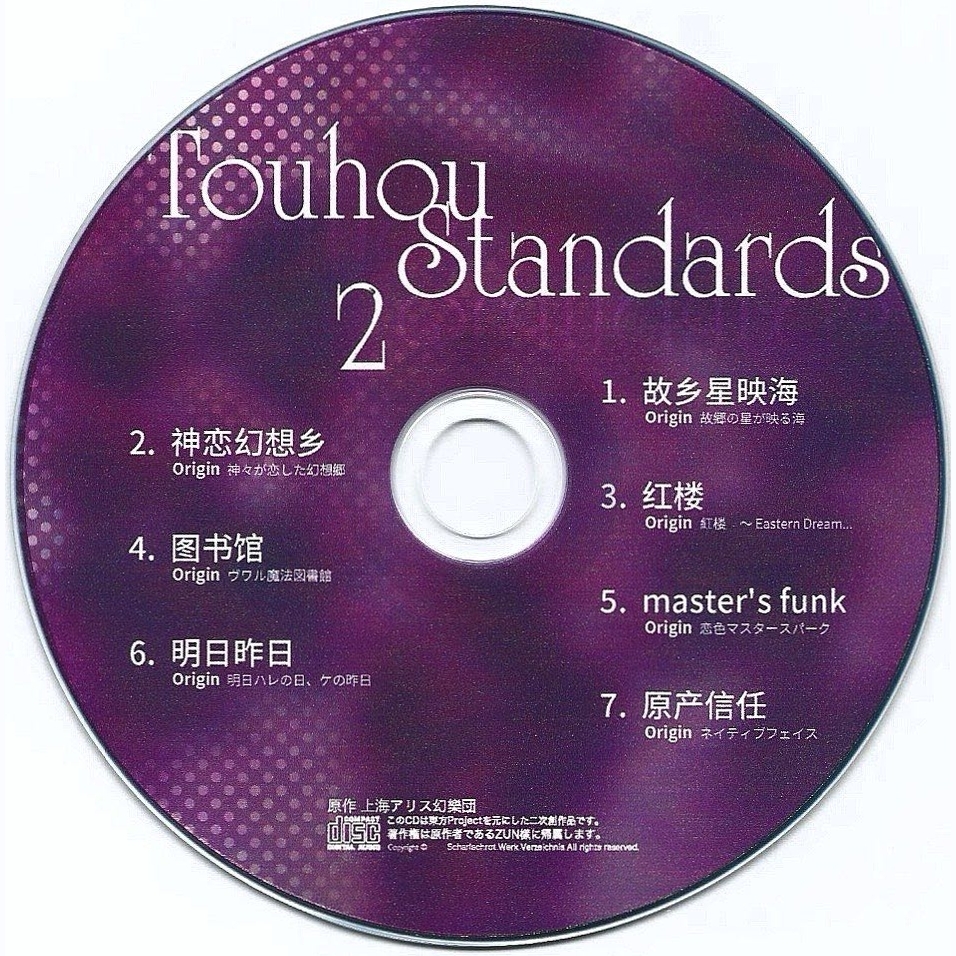 Touhou
Standards
2
1. 故乡星映海
Origin 故郷の星が映る海
2. 神恋幻想乡
Origin 神々が恋した幻想郷
3. 红楼
Origin 紅楼 ～ Eastern Dream...
4. 图书馆
Origin ヴワル魔法図書館
5. master's funk
Origin 恋色マスタースパーク
6. 明日昨日
Origin 明日ハレの日、ケの昨日
7. 原产信任
Origin ネイティブフェイス
原作 上海アリス幻樂団
COMPACT
disc
DIGITAL AUDIO
このCDは東方Projectを元にした二次創作品です。
著作権は原作者であるZUN様に帰属します。
Copyright © Scharlachrot Werk Verzeichnis All rights reserved.